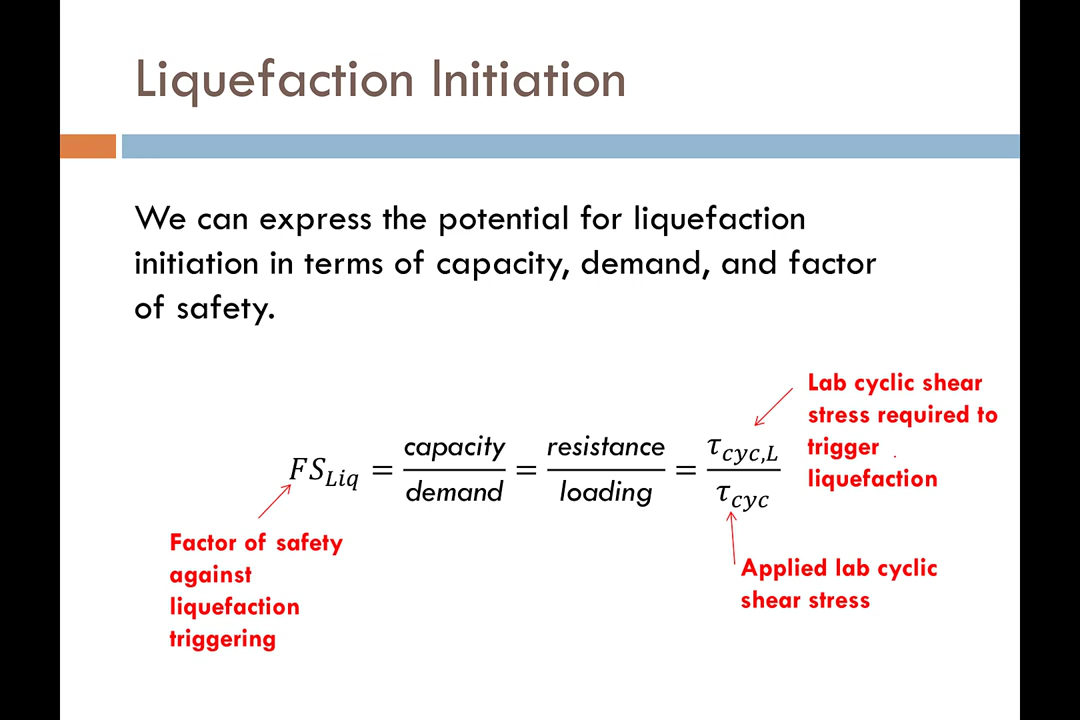 Liquefaction Initiation
We can express the potential for liquefaction
initiation in terms of capacity, demand, and factor
of safety.
Lab cyclic shear
stress required to
trigger
liquefaction
FS_Liq = capacity/demand = resistance/loading = τ_cyc,L/τ_cyc
Factor of safety
against
liquefaction
triggering
Applied lab cyclic
shear stress